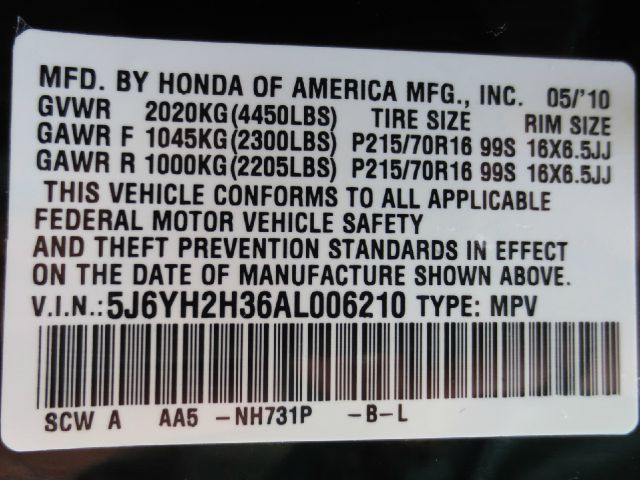 MFD. BY HONDA OF AMERICA MFG., INC. 05/'10
GVWR 2020KG(4450LBS) TIRE SIZE RIM SIZE
GAWR F 1045KG(2300LBS) P215/70R16 99S 16X6.5JJ
GAWR R 1000KG(2205LBS) P215/70R16 99S 16X6.5JJ
THIS VEHICLE CONFORMS TO ALL APPLICABLE
FEDERAL MOTOR VEHICLE SAFETY
AND THEFT PREVENTION STANDARDS IN EFFECT
ON THE DATE OF MANUFACTURE SHOWN ABOVE.
V.I.N.:5J6YH2H36AL006210 TYPE: MPV
SCW A AA5 -NH731P -B-L